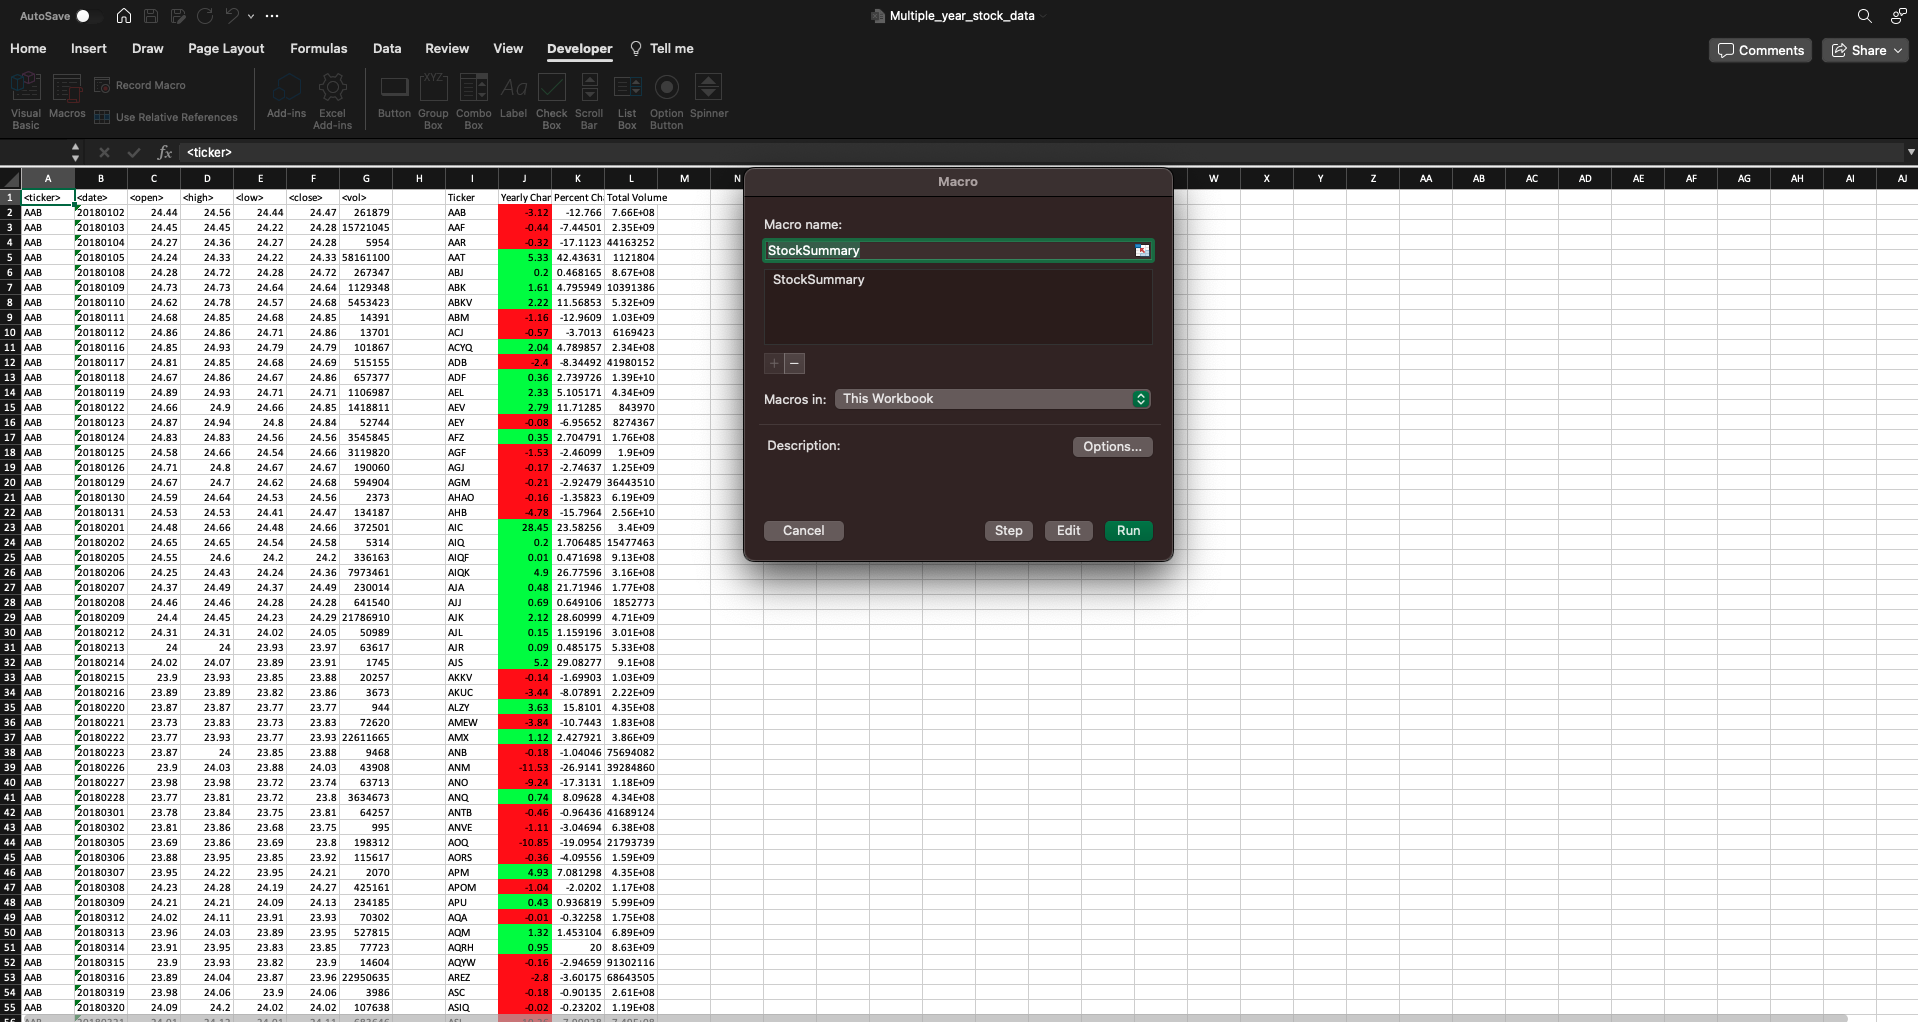 AutoSave
Multiple_year_stock_data
Home Insert Draw Page Layout Formulas Data Review View Developer Tell me
Comments Share
Visual Basic Macros Record Macro Use Relative References Add-ins Excel Add-ins Button Group Box Combo Box Label Check Box Scroll Bar List Box Option Button Spinner
fx <ticker>
A B C D E F G H I J K L M N W X Y Z AA AB AC AD AE AF AG AH AI AJ
1 <ticker> <date> <open> <high> <low> <close> <vol> Ticker Yearly Char Percent Ch Total Volume
2 AAB 20180102 24.44 24.56 24.44 24.47 261879 AAB -3.12 -12.766 7.66E+08
3 AAB 20180103 24.45 24.45 24.22 24.28 15721045 AAF -0.44 -7.44501 2.35E+09
4 AAB 20180104 24.27 24.36 24.27 24.28 5954 AAR -0.32 -17.1123 44163252
5 AAB 20180105 24.24 24.33 24.22 24.33 58161100 AAT 5.33 42.43631 1121804
6 AAB 20180108 24.28 24.72 24.28 24.72 267347 ABJ 0.2 0.468165 8.67E+08
7 AAB 20180109 24.73 24.73 24.64 24.64 1129348 ABK 1.61 4.795949 10391386
8 AAB 20180110 24.62 24.78 24.57 24.68 5453423 ABKV 2.22 11.56853 5.32E+09
9 AAB 20180111 24.68 24.85 24.68 24.85 14391 ABM -1.16 -12.9609 1.03E+09
10 AAB 20180112 24.86 24.86 24.71 24.86 13701 ACJ -0.57 -3.7013 6169423
11 AAB 20180116 24.85 24.93 24.79 24.79 101867 ACYQ 2.04 4.789857 2.34E+08
12 AAB 20180117 24.81 24.85 24.68 24.69 515155 ADB -2.4 -8.34492 41980152
13 AAB 20180118 24.67 24.86 24.67 24.86 657377 ADF 0.36 2.739726 1.39E+10
14 AAB 20180119 24.89 24.93 24.71 24.71 1106987 AEL 2.33 5.105171 4.34E+09
15 AAB 20180122 24.66 24.9 24.66 24.85 1418811 AEV 2.79 11.71285 843970
16 AAB 20180123 24.87 24.94 24.8 24.84 52744 AEY -0.08 -6.95652 8274367
17 AAB 20180124 24.83 24.83 24.56 24.56 3545845 AFZ 0.35 2.704791 1.76E+08
18 AAB 20180125 24.58 24.66 24.54 24.66 3119820 AGF -1.53 -2.46099 1.9E+09
19 AAB 20180126 24.71 24.8 24.67 24.67 190060 AGJ -0.17 -2.74637 1.25E+09
20 AAB 20180129 24.67 24.7 24.62 24.68 594904 AGM -0.21 -2.92479 36443510
21 AAB 20180130 24.59 24.64 24.53 24.56 2373 AHAO -0.16 -1.35823 6.19E+09
22 AAB 20180131 24.53 24.53 24.41 24.47 134187 AHB -4.78 -15.7964 2.56E+10
23 AAB 20180201 24.48 24.66 24.48 24.66 372501 AIC 28.45 23.58256 3.4E+09
24 AAB 20180202 24.65 24.65 24.54 24.58 5314 AIQ 0.2 1.706485 15477463
25 AAB 20180205 24.55 24.6 24.2 24.2 336163 AIQF 0.01 0.471698 9.13E+08
26 AAB 20180206 24.25 24.43 24.24 24.36 7973461 AIQK 4.9 26.77596 3.16E+08
27 AAB 20180207 24.37 24.49 24.37 24.49 230014 AJA 0.48 21.71946 1.77E+08
28 AAB 20180208 24.46 24.46 24.28 24.28 641540 AJJ 0.69 0.649106 1852773
29 AAB 20180209 24.4 24.45 24.23 24.29 21786910 AJK 2.12 28.60999 4.71E+09
30 AAB 20180212 24.31 24.31 24.02 24.05 50989 AJL 0.15 1.159196 3.01E+08
31 AAB 20180213 24 24 23.93 23.97 63617 AJR 0.09 0.485175 5.33E+08
32 AAB 20180214 24.02 24.07 23.89 23.91 1745 AJS 5.2 29.08277 9.1E+08
33 AAB 20180215 23.9 23.93 23.85 23.88 20257 AKKV -0.14 -1.69903 1.03E+09
34 AAB 20180216 23.89 23.89 23.82 23.86 3673 AKUC -3.44 -8.07891 2.22E+09
35 AAB 20180220 23.87 23.87 23.77 23.77 944 ALZY 3.63 15.8101 4.35E+08
36 AAB 20180221 23.73 23.83 23.73 23.83 72620 AMEW -3.84 -10.7443 1.83E+08
37 AAB 20180222 23.77 23.93 23.77 23.93 22611665 AMX 1.12 2.427921 3.86E+09
38 AAB 20180223 23.87 24 23.85 23.88 9468 ANB -0.18 -1.04046 75694082
39 AAB 20180226 23.9 24.03 23.88 24.03 43908 ANM -11.53 -26.9141 39284860
40 AAB 20180227 23.98 23.98 23.72 23.74 63713 ANO -9.24 -17.3131 1.18E+09
41 AAB 20180228 23.77 23.81 23.72 23.8 3634673 ANQ 0.74 8.09628 4.34E+08
42 AAB 20180301 23.78 23.84 23.75 23.81 64257 ANTB -0.46 -0.96436 41689124
43 AAB 20180302 23.81 23.86 23.68 23.75 995 ANVE -1.11 -3.04694 6.38E+08
44 AAB 20180305 23.69 23.86 23.69 23.8 198312 AOQ -10.85 -19.0954 21793739
45 AAB 20180306 23.88 23.95 23.85 23.92 115617 AORS -0.36 -4.09556 1.59E+09
46 AAB 20180307 23.95 24.22 23.95 24.21 2070 APM 4.93 7.081298 4.35E+08
47 AAB 20180308 24.23 24.28 24.19 24.27 425161 APOM -1.04 -2.0202 1.17E+08
48 AAB 20180309 24.21 24.21 24.09 24.13 234185 APU 0.43 0.936819 5.99E+09
49 AAB 20180312 24.02 24.11 23.91 23.93 70302 AQA -0.01 -0.32258 1.75E+08
50 AAB 20180313 23.96 24.03 23.89 23.95 527815 AQM 1.32 1.453104 6.89E+09
51 AAB 20180314 23.91 23.95 23.83 23.85 77723 AQRH 0.95 20 8.63E+09
52 AAB 20180315 23.9 23.93 23.82 23.9 14604 AQYW -0.16 -2.94659 91302116
53 AAB 20180316 23.89 24.04 23.87 23.96 22950635 AREZ -2.8 -3.60175 68643505
54 AAB 20180319 23.98 24.06 23.9 24.06 3986 ASC -0.18 -0.90135 2.61E+08
55 AAB 20180320 24.09 24.2 24.02 24.02 107638 ASIQ -0.02 -0.23202 1.19E+08
Macro
Macro name:
StockSummary
StockSummary
Macros in: This Workbook
Description: Options...
Cancel Step Edit Run